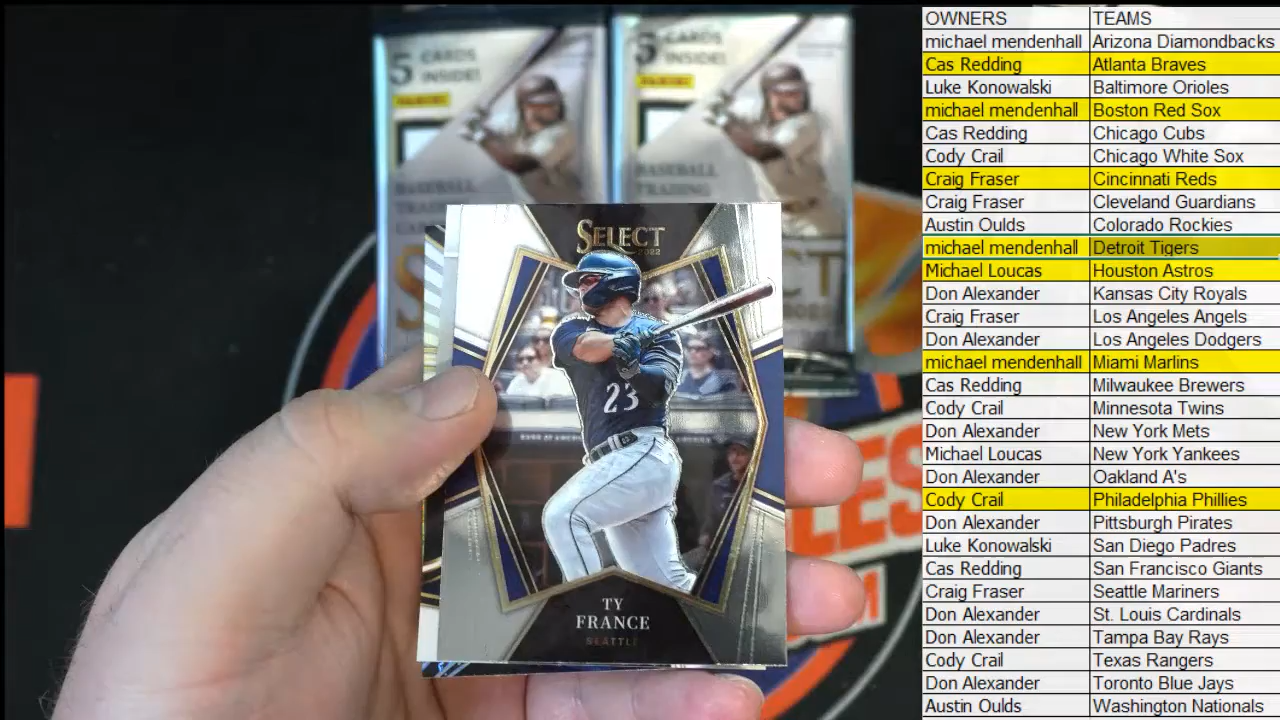 5 CARDS
INSIDE!
PANINI
BASEBALL
TRADING
5 CARDS
INSIDE!
PANINI
BASEBALL
TRADING
SELECT
2022
23
TY
FRANCE
SEATTLE
OWNERS TEAMS
michael mendenhall Arizona Diamondbacks
Cas Redding Atlanta Braves
Luke Konowalski Baltimore Orioles
michael mendenhall Boston Red Sox
Cas Redding Chicago Cubs
Cody Crail Chicago White Sox
Craig Fraser Cincinnati Reds
Craig Fraser Cleveland Guardians
Austin Oulds Colorado Rockies
michael mendenhall Detroit Tigers
Michael Loucas Houston Astros
Don Alexander Kansas City Royals
Craig Fraser Los Angeles Angels
Don Alexander Los Angeles Dodgers
michael mendenhall Miami Marlins
Cas Redding Milwaukee Brewers
Cody Crail Minnesota Twins
Don Alexander New York Mets
Michael Loucas New York Yankees
Don Alexander Oakland A's
Cody Crail Philadelphia Phillies
Don Alexander Pittsburgh Pirates
Luke Konowalski San Diego Padres
Cas Redding San Francisco Giants
Craig Fraser Seattle Mariners
Don Alexander St. Louis Cardinals
Don Alexander Tampa Bay Rays
Cody Crail Texas Rangers
Don Alexander Toronto Blue Jays
Austin Oulds Washington Nationals